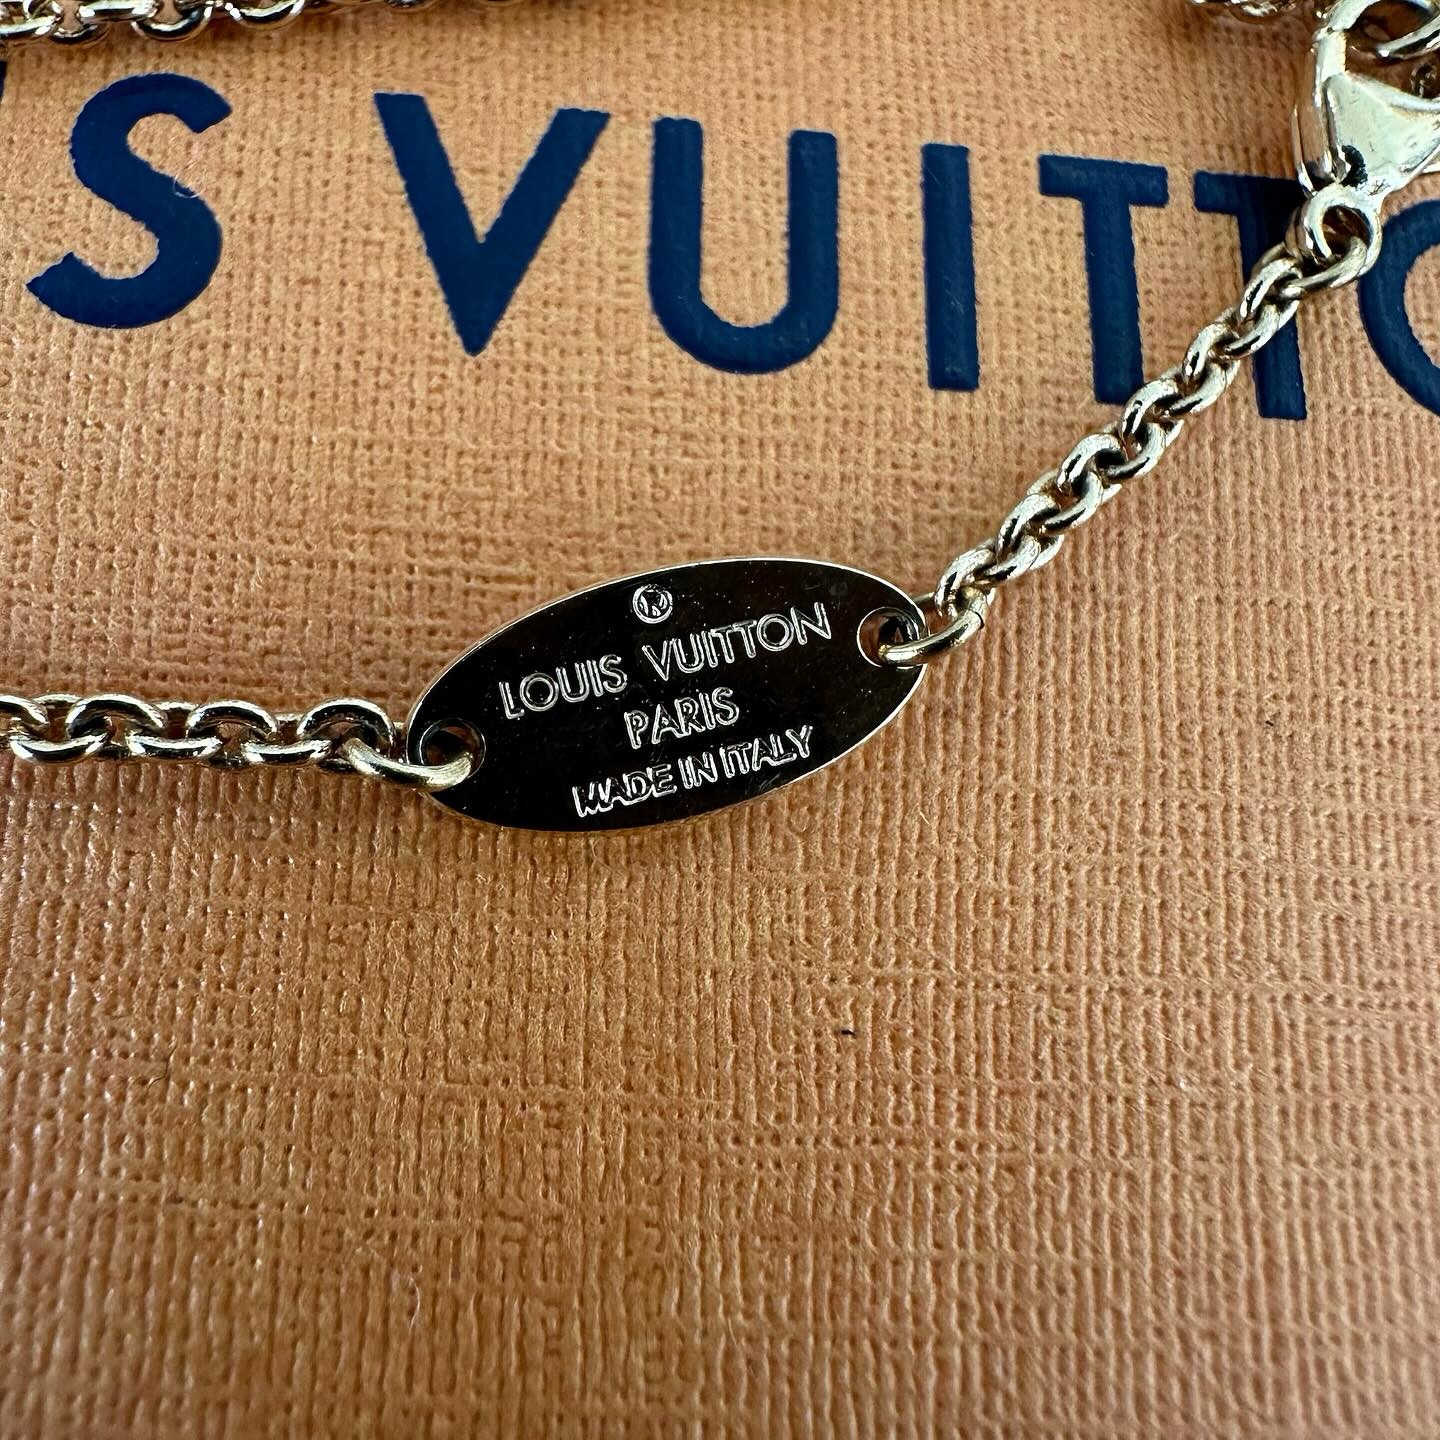 S VUITTO
®
LOUIS VUITTON
PARIS
MADE IN ITALY